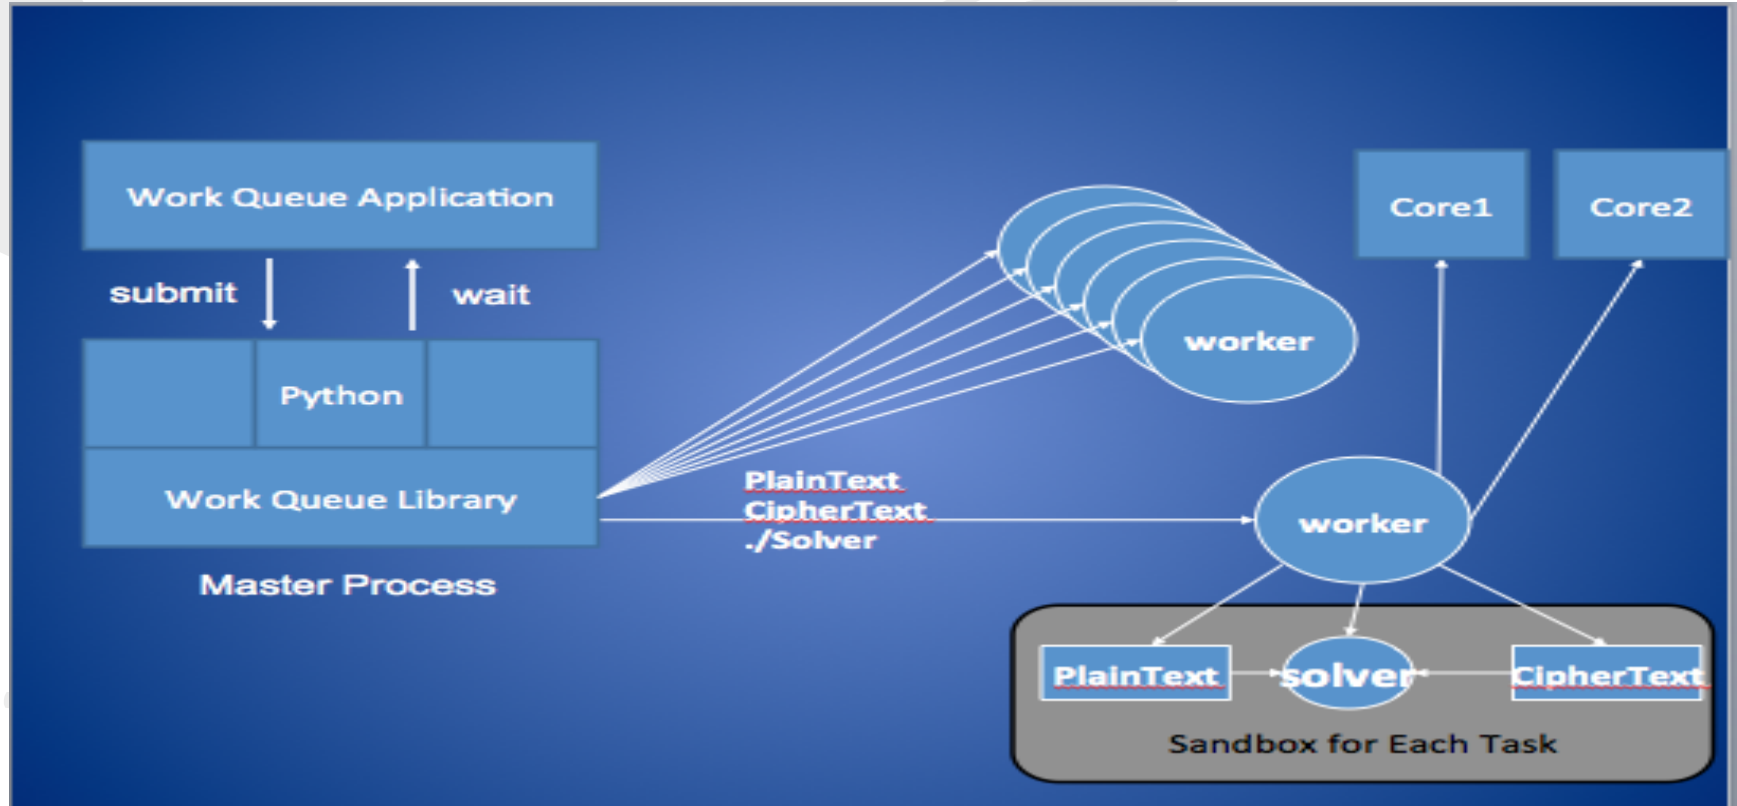 Work Queue Application
submit
wait
Python
Work Queue Library
Master Process
PlainText
CipherText
./Solver
worker
Core1
Core2
worker
PlainText
solver
CipherText
Sandbox for Each Task